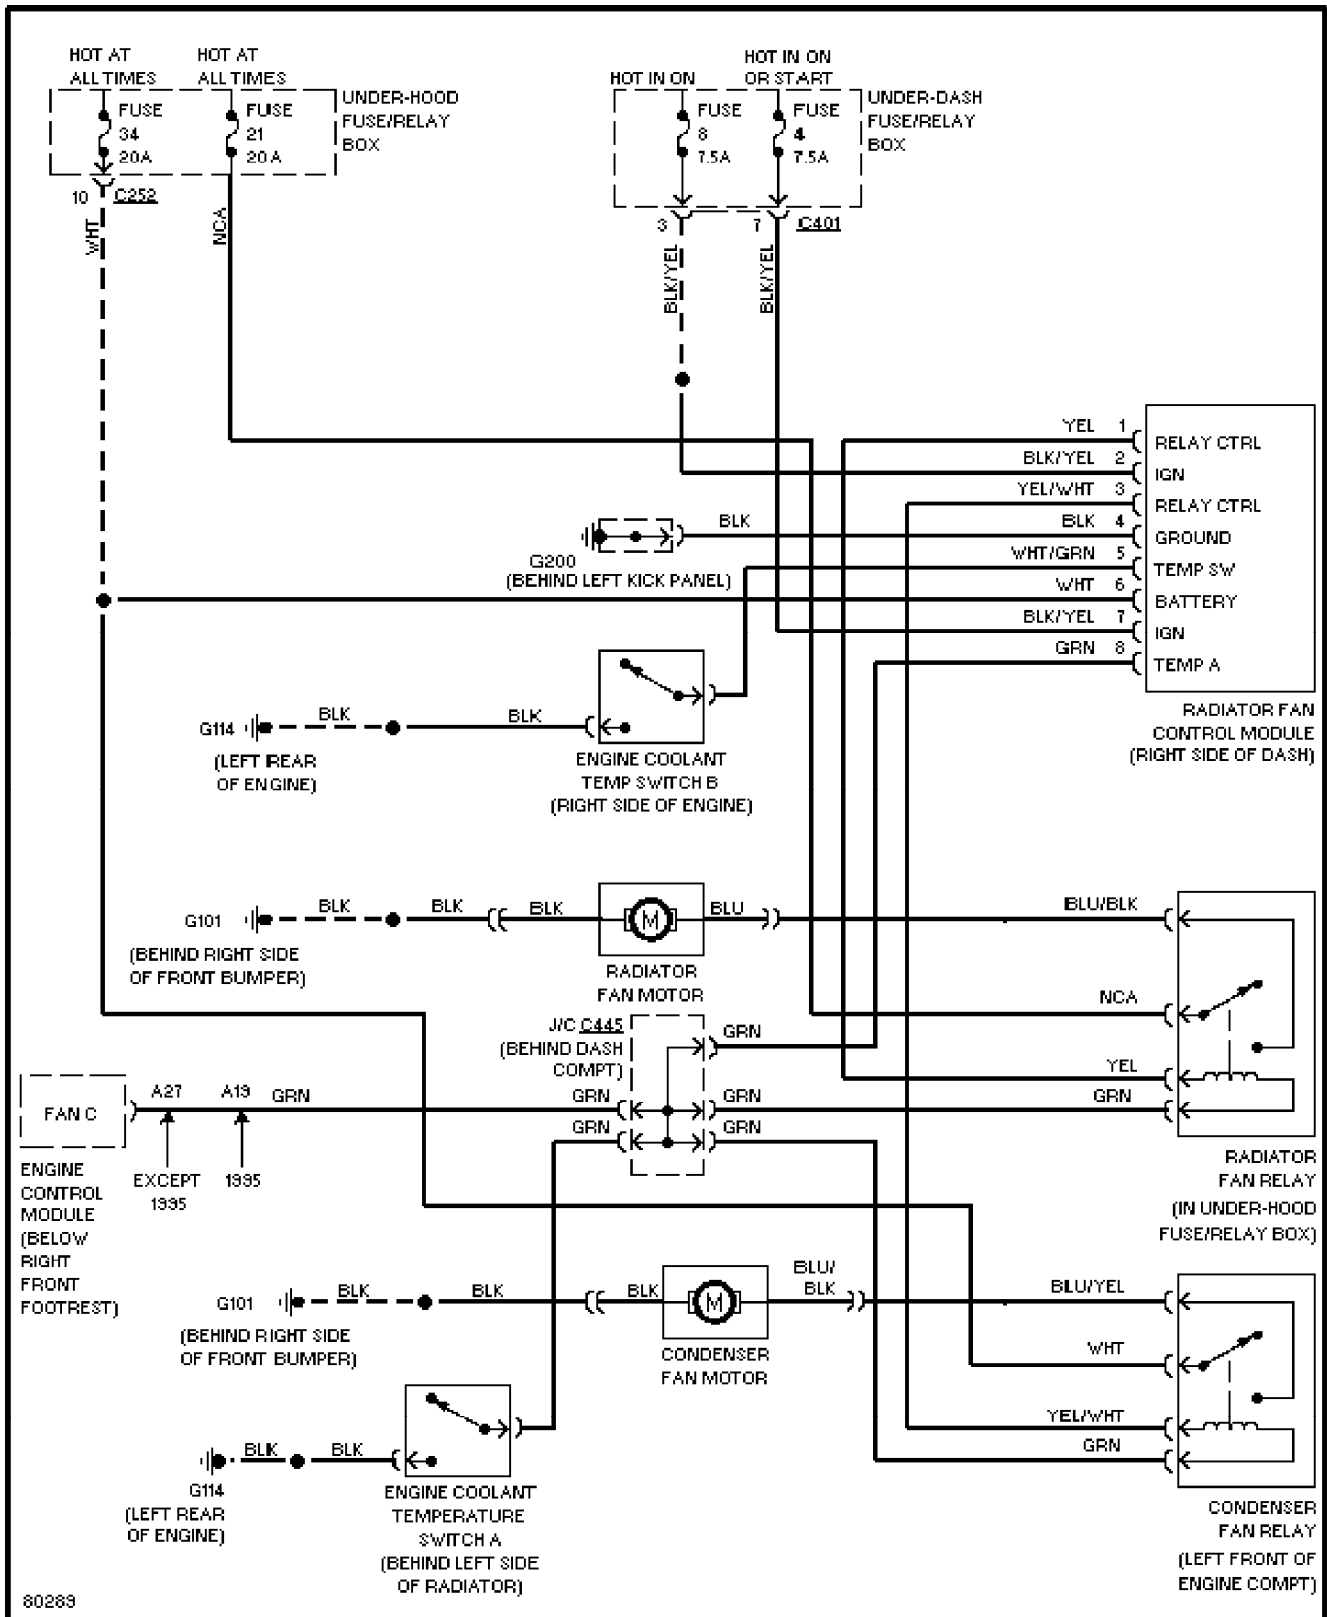 HOT AT
ALL TIMES
HOT AT
ALL TIMES
HOT IN ON
HOT IN ON
OR START
FUSE
34
20A
FUSE
21
20A
UNDER-HOOD
FUSE/RELAY
BOX
FUSE
8
7.5A
FUSE
4
7.5A
UNDER-DASH
FUSE/RELAY
BOX
10
C252
3
7
C401
WHT
NCA
BLK/YEL
BLK/YEL
YEL 1
RELAY CTRL
BLK/YEL 2
IGN
YEL/WHT 3
RELAY CTRL
BLK
BLK 4
GROUND
G200
(BEHIND LEFT KICK PANEL)
WHT/GRN 5
TEMP SW
WHT 6
BATTERY
BLK/YEL 7
IGN
GRN 8
TEMP A
RADIATOR FAN
CONTROL MODULE
(RIGHT SIDE OF DASH)
G114
BLK
BLK
(LEFT REAR
OF ENGINE)
ENGINE COOLANT
TEMP SWITCH B
(RIGHT SIDE OF ENGINE)
G101
BLK
BLK
BLK
M
BLU
BLU/BLK
(BEHIND RIGHT SIDE
OF FRONT BUMPER)
RADIATOR
FAN MOTOR
NCA
J/C C445
(BEHIND DASH
COMPT)
GRN
YEL
GRN
GRN
GRN
GRN
GRN
FAN C
A27
A19
GRN
EXCEPT
1995
1995
ENGINE
CONTROL
MODULE
(BELOW
RIGHT
FRONT
FOOTREST)
RADIATOR
FAN RELAY
(IN UNDER-HOOD
FUSE/RELAY BOX)
G101
BLK
BLK
BLK
M
BLU/
BLK
BLU/YEL
(BEHIND RIGHT SIDE
OF FRONT BUMPER)
CONDENSER
FAN MOTOR
WHT
YEL/WHT
GRN
G114
BLK
BLK
(LEFT REAR
OF ENGINE)
ENGINE COOLANT
TEMPERATURE
SWITCH A
(BEHIND LEFT SIDE
OF RADIATOR)
CONDENSER
FAN RELAY
(LEFT FRONT OF
ENGINE COMPT)
80289